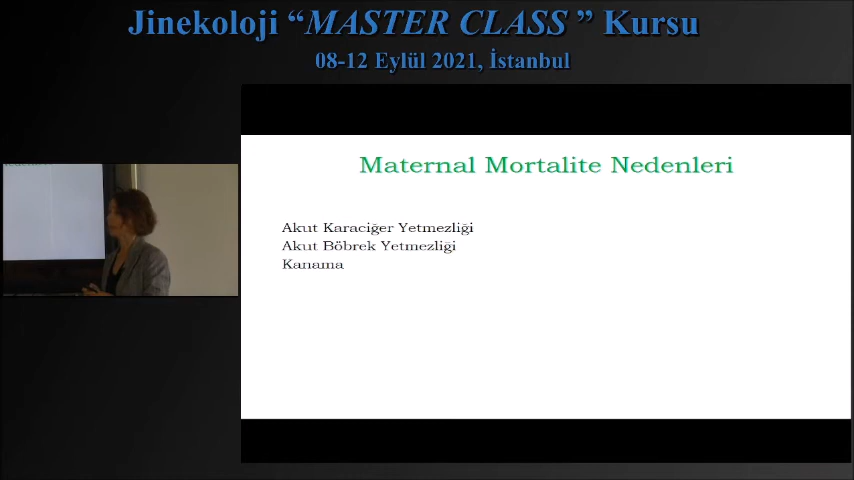 Jinekoloji “MASTER CLASS ” Kursu
08-12 Eylül 2021, İstanbul
Maternal Mortalite Nedenleri
Akut Karaciğer Yetmezliği
Akut Böbrek Yetmezliği
Kanama